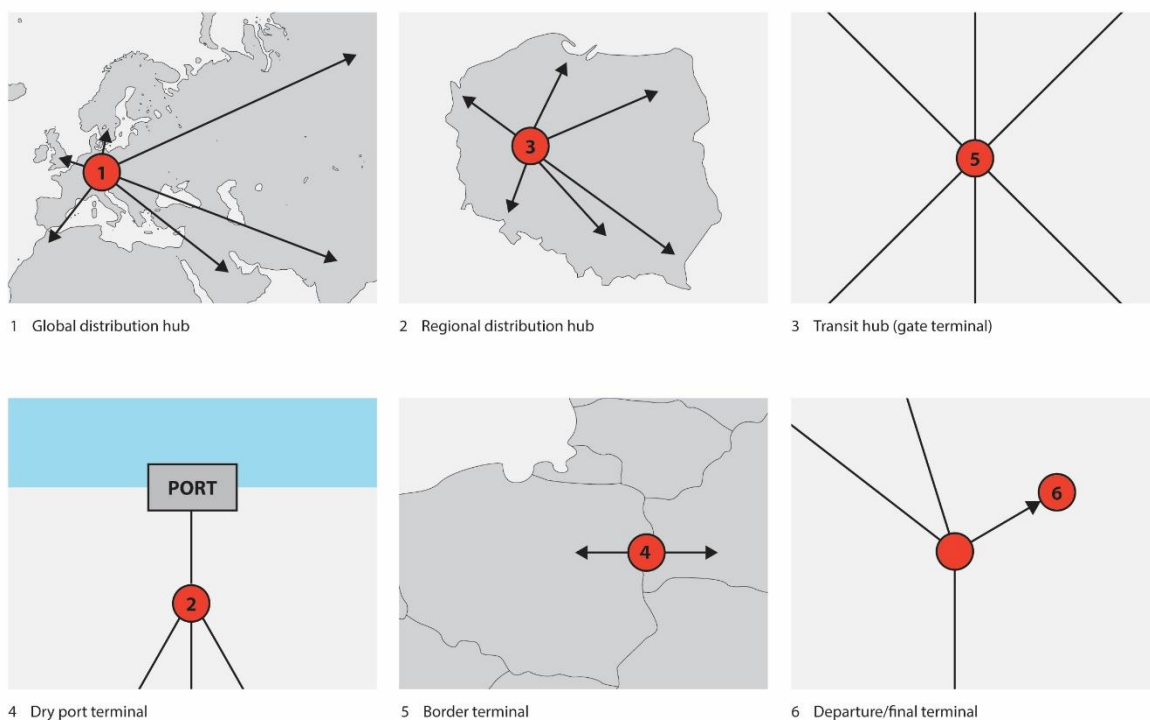 1
3
5
1 Global distribution hub
2 Regional distribution hub
3 Transit hub (gate terminal)
PORT
2
4
6
4 Dry port terminal
5 Border terminal
6 Departure/final terminal